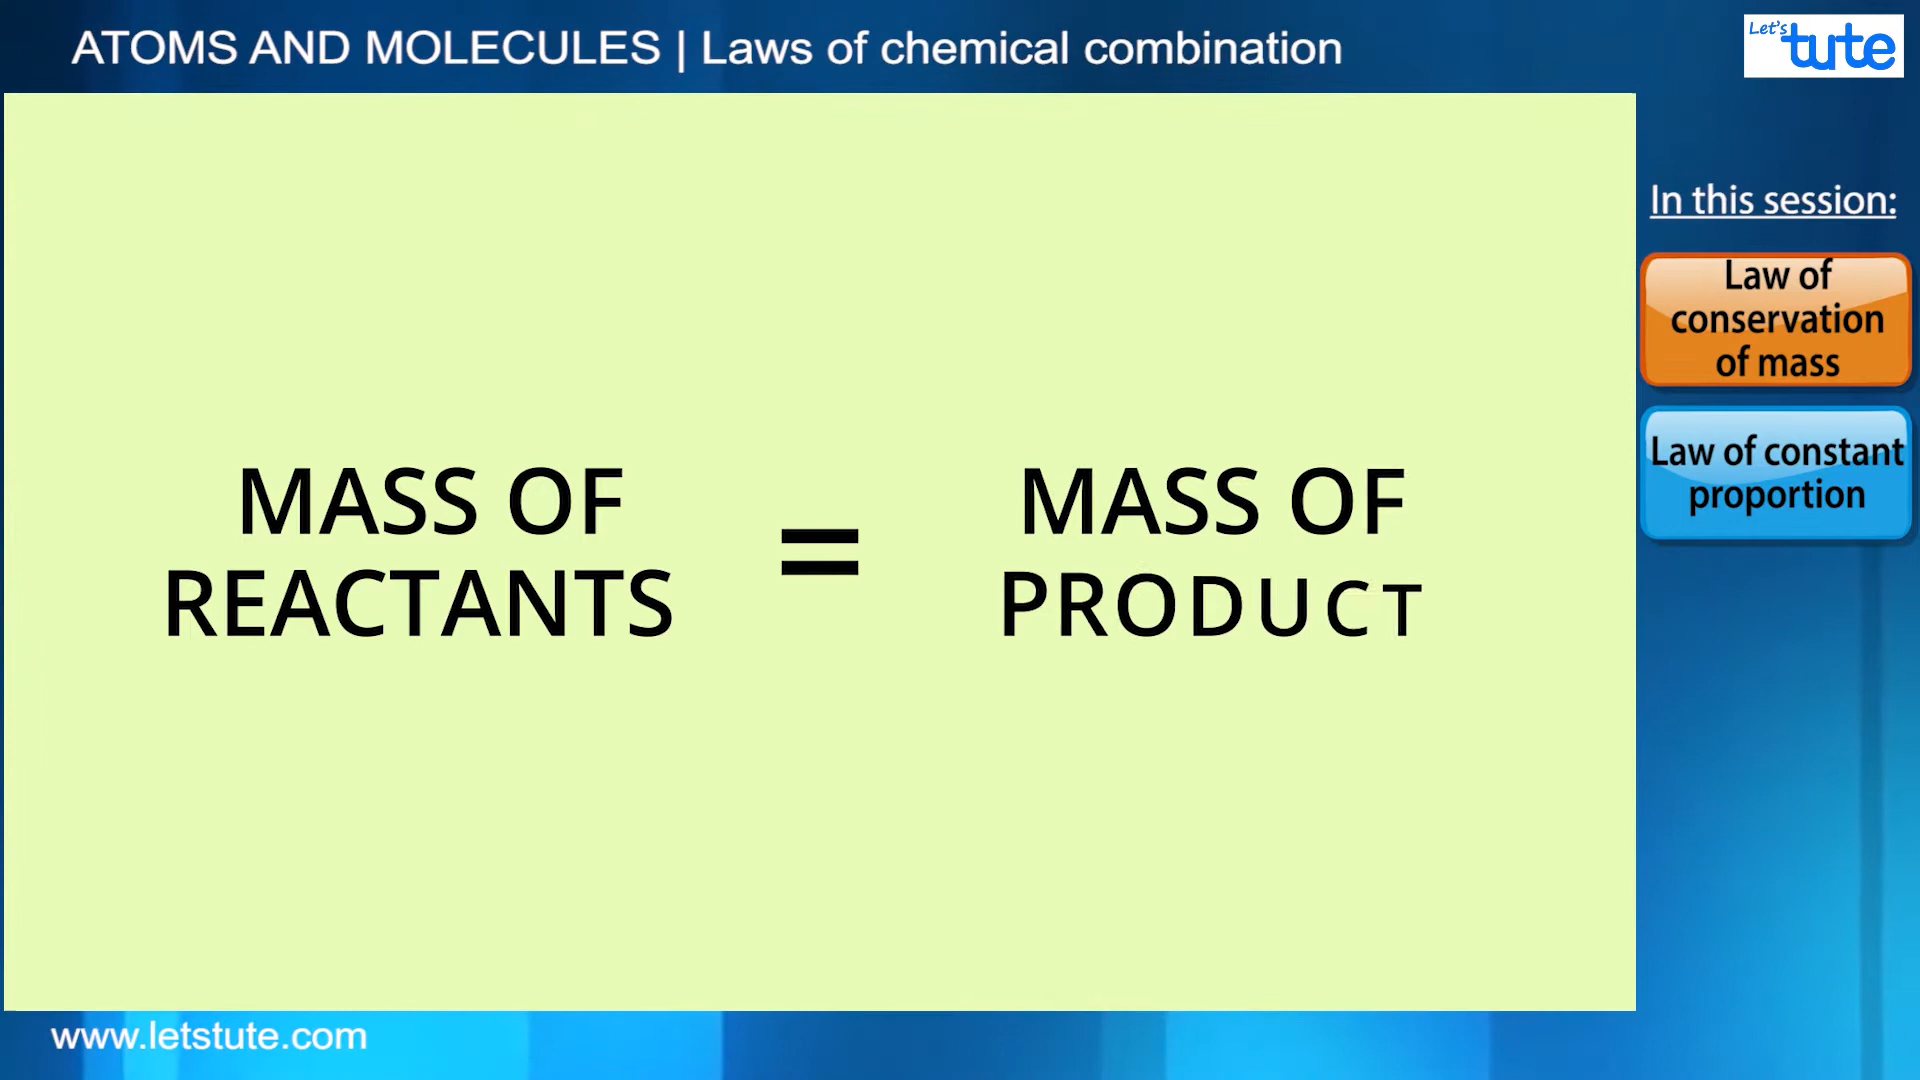 ATOMS AND MOLECULES | Laws of chemical combination
Let's
tute
In this session:
Law of
conservation
of mass
Law of constant
proportion
MASS OF
REACTANTS
=
MASS OF
PRODUCT
www.letstute.com